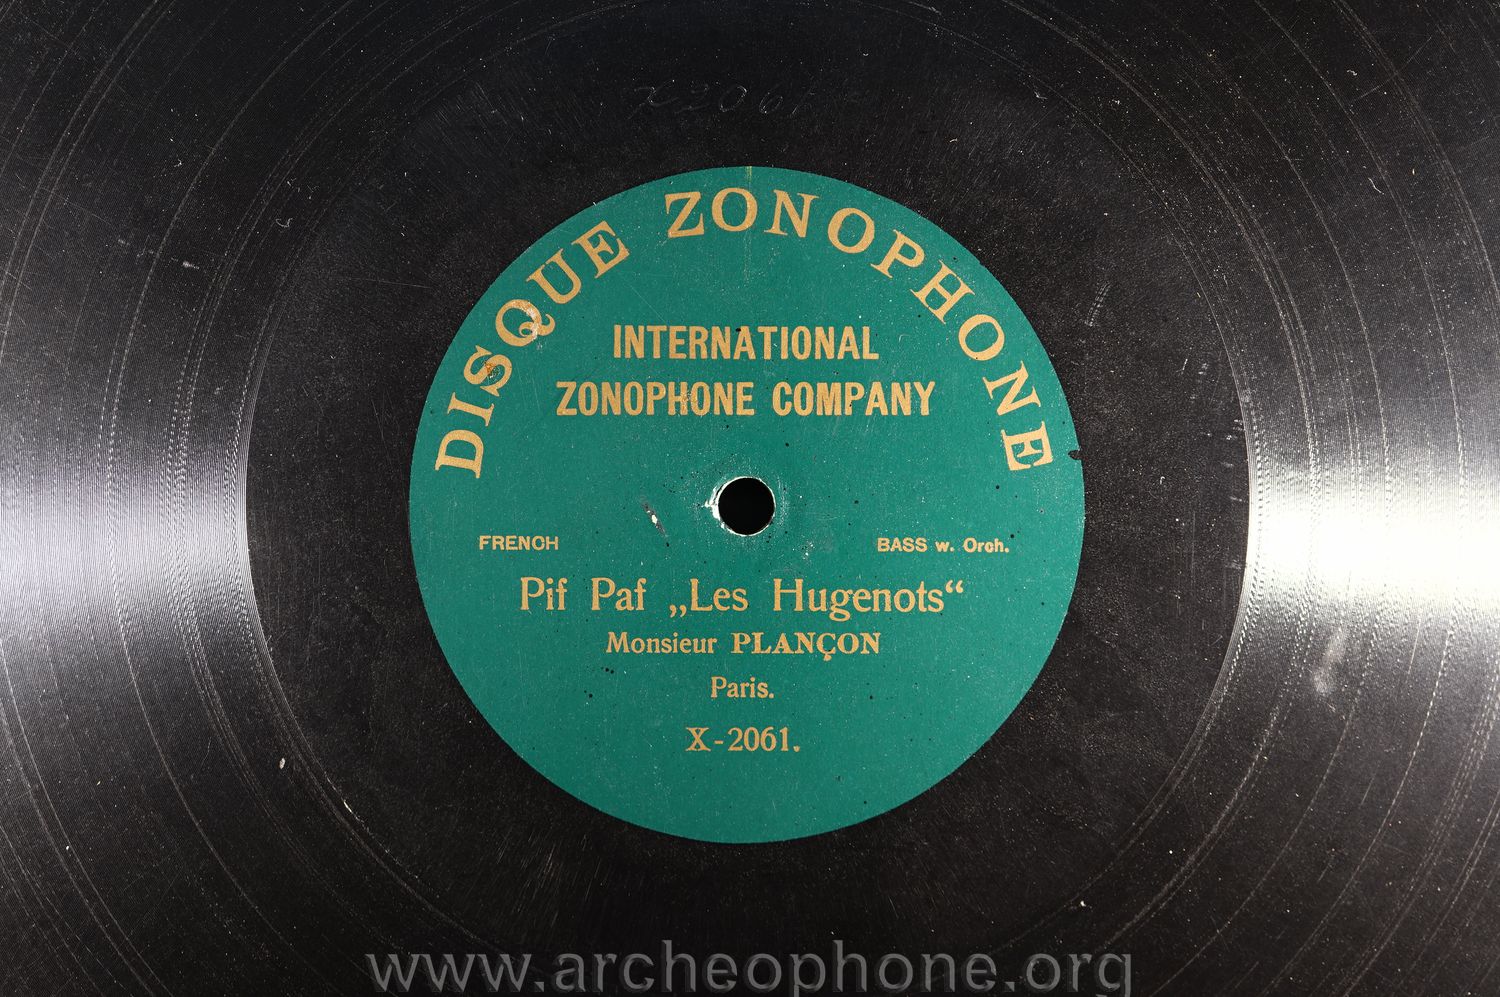 X2061
DISQUE ZONOPHONE
INTERNATIONAL
ZONOPHONE COMPANY
FRENCH
BASS w. Orch.
Pif Paf „Les Hugenots“
Monsieur PLANÇON
Paris.
X-2061.
www.archeophone.org